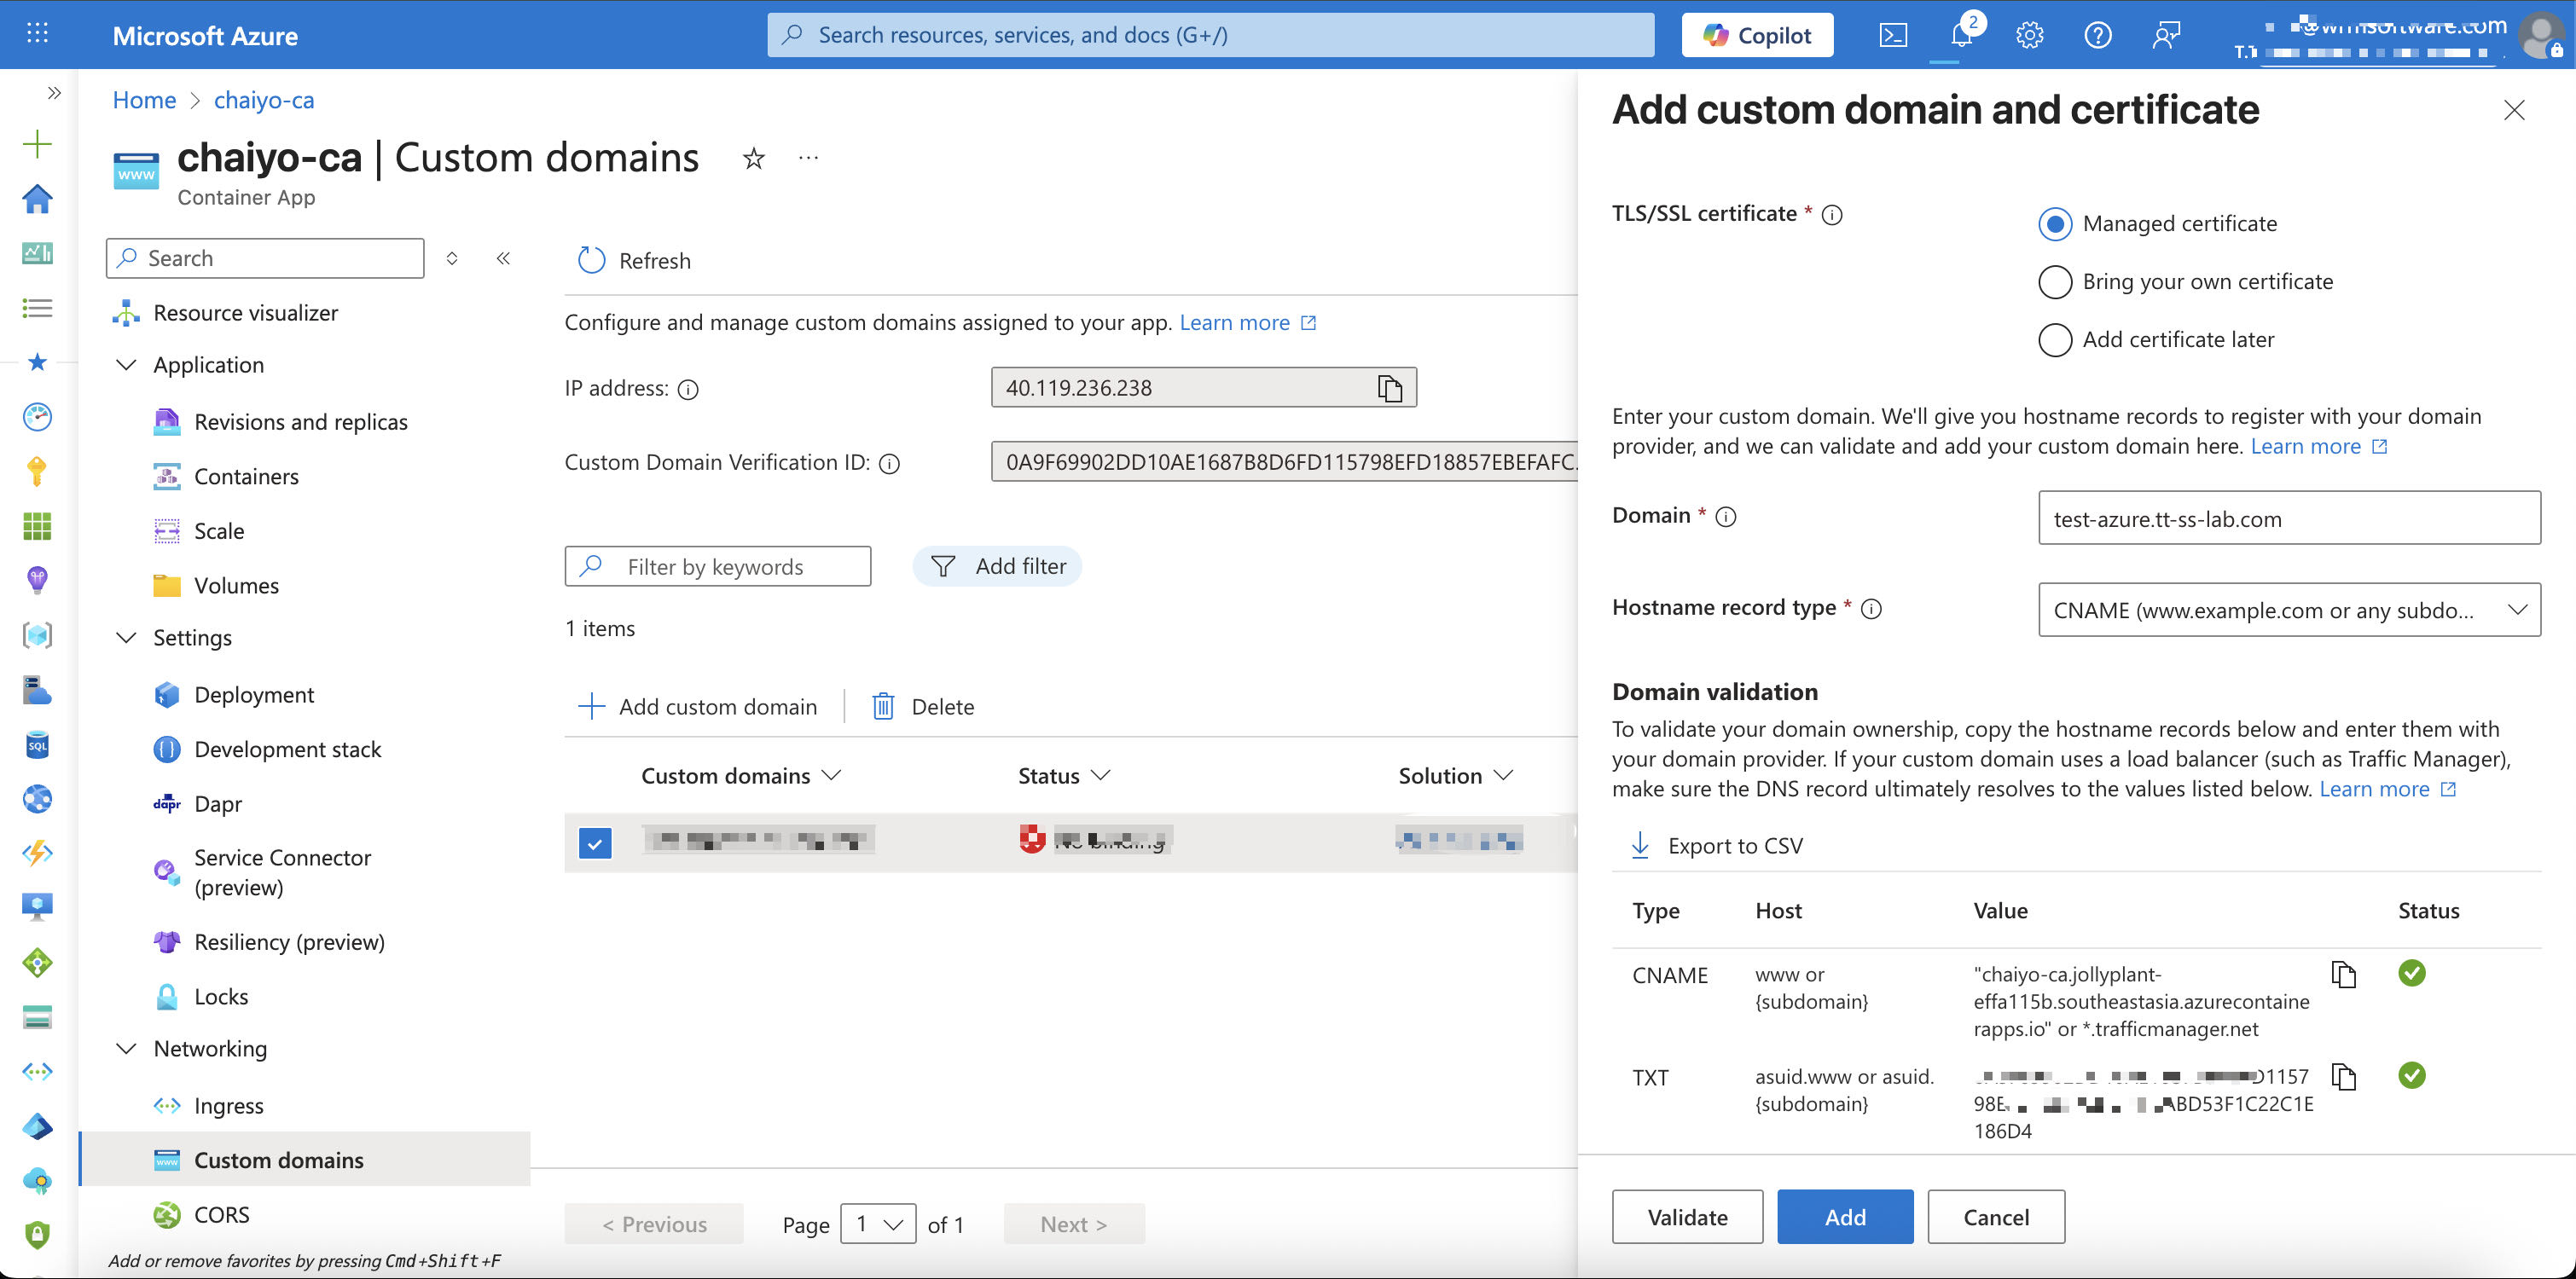 Microsoft Azure
Search resources, services, and docs (G+/)
Copilot
2
Home > chaiyo-ca
chaiyo-ca | Custom domains
Container App
Search
Resource visualizer
Application
Revisions and replicas
Containers
Scale
Volumes
Settings
Deployment
Development stack
Dapr
Service Connector
(preview)
Resiliency (preview)
Locks
Networking
Ingress
Custom domains
CORS
Add or remove favorites by pressing Cmd+Shift+F
Refresh
Configure and manage custom domains assigned to your app. Learn more
IP address:
40.119.236.238
Custom Domain Verification ID:
0A9F69902DD10AE1687B8D6FD115798EFD18857EBEFAFC.
Filter by keywords
Add filter
1 items
Add custom domain
Delete
Custom domains
Status
Solution
< Previous
Page 1 of 1
Next >
Add custom domain and certificate
TLS/SSL certificate *
Managed certificate
Bring your own certificate
Add certificate later
Enter your custom domain. We'll give you hostname records to register with your domain
provider, and we can validate and add your custom domain here. Learn more
Domain *
test-azure.tt-ss-lab.com
Hostname record type *
CNAME (www.example.com or any subdo...
Domain validation
To validate your domain ownership, copy the hostname records below and enter them with
your domain provider. If your custom domain uses a load balancer (such as Traffic Manager),
make sure the DNS record ultimately resolves to the values listed below. Learn more
Export to CSV
Type Host Value Status
CNAME
www or
{subdomain}
"chaiyo-ca.jollyplant-
effa115b.southeastasia.azurecontaine
rapps.io" or *.trafficmanager.net
TXT
asuid.www or asuid.
{subdomain}
D1157
98E ABD53F1C22C1E
186D4
Validate
Add
Cancel